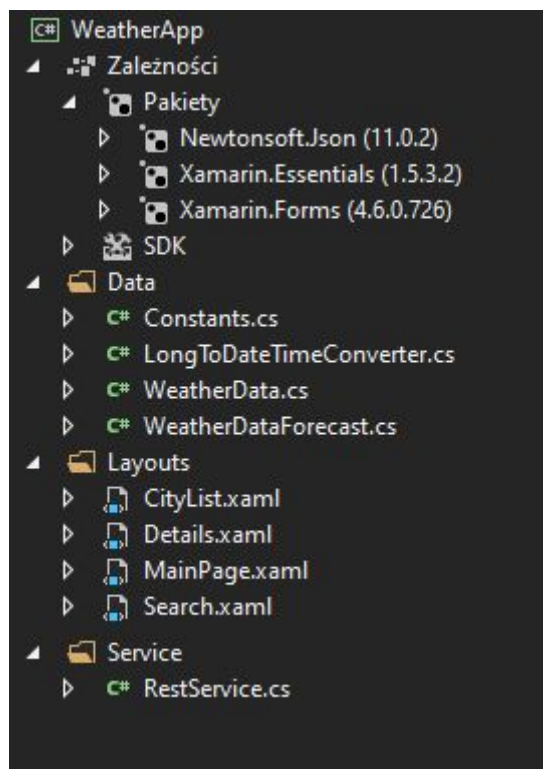 C# WeatherApp
Zależności
Pakiety
Newtonsoft.Json (11.0.2)
Xamarin.Essentials (1.5.3.2)
Xamarin.Forms (4.6.0.726)
SDK
Data
C# Constants.cs
C# LongToDateTimeConverter.cs
C# WeatherData.cs
C# WeatherDataForecast.cs
Layouts
CityList.xaml
Details.xaml
MainPage.xaml
Search.xaml
Service
C# RestService.cs